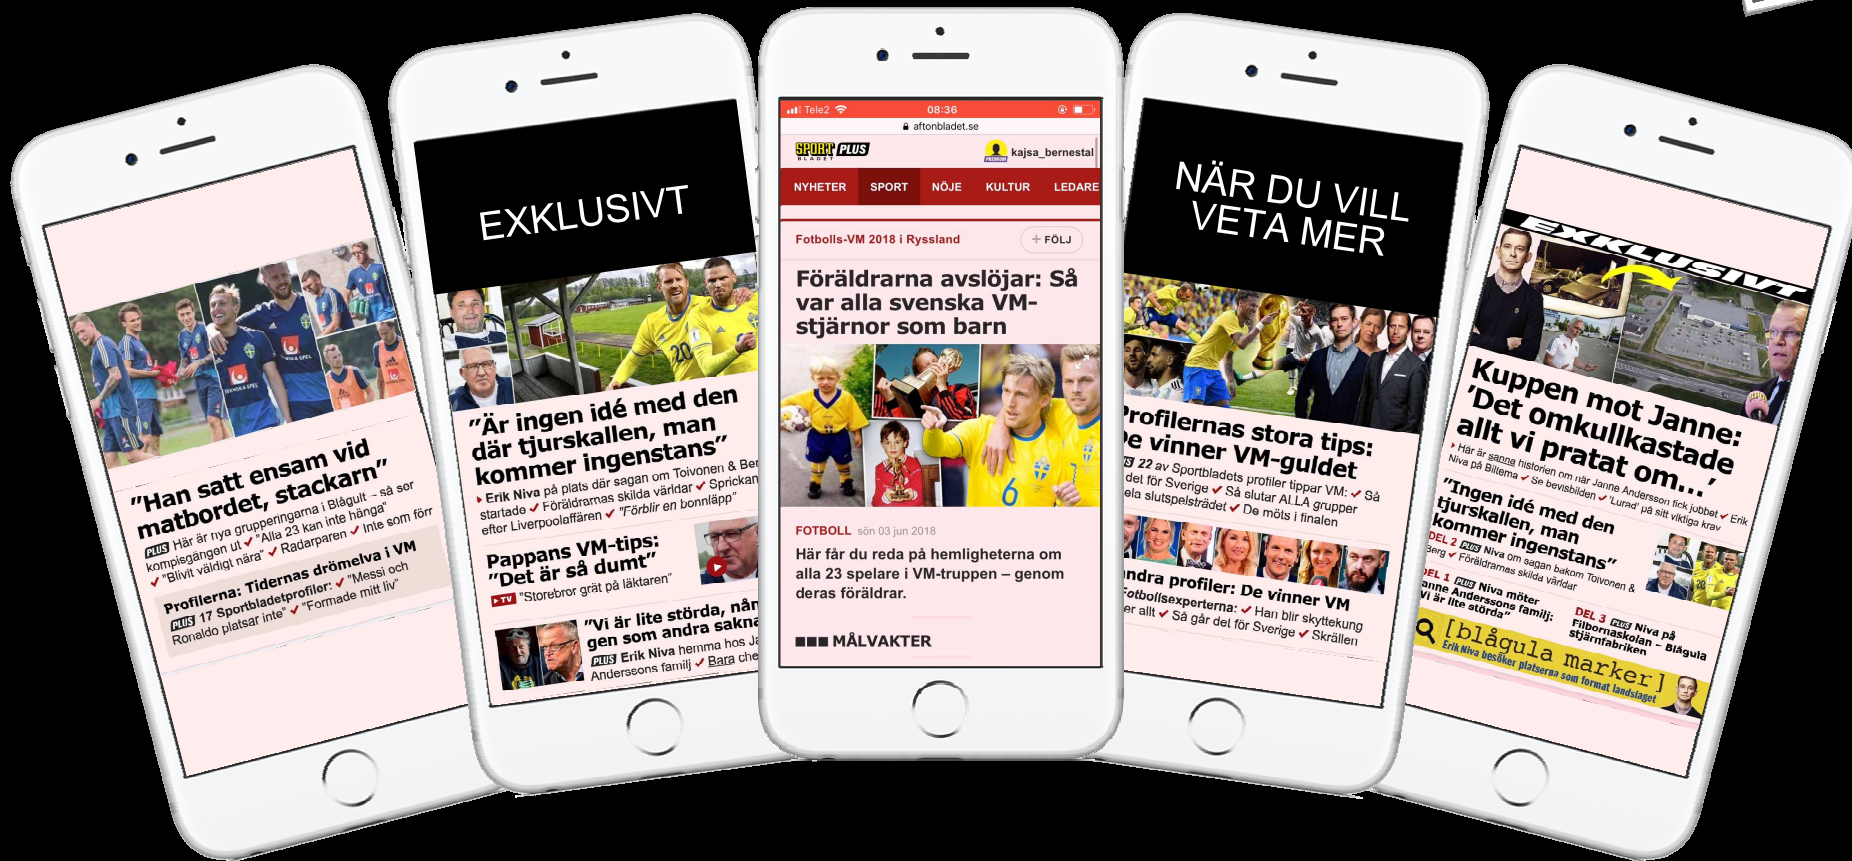 "Han satt ensam vid
matbordet, stackarn"
PLUS Här är nya grupperingarna i Blågult – så sor
kompisgängen ut ✓ "Alla 23 kan inte hänga"
✓ "Blivit väldigt nära" ✓ Radarparen ✓ Inte som förr
Profilerna: Tidernas drömelva i VM
PLUS 17 Sportbladetprofiler: ✓ "Messi och
Ronaldo platsar inte" ✓ "Formade mitt liv"
EXKLUSIVT
"Är ingen idé med den
där tjurskallen, man
kommer ingenstans"
Erik Niva på plats där sagan om Toivonen & Ber
startade ✓ Föräldrarnas skilda världar ✓ Sprickan
efter Liverpoolaffären ✓ "Förblir en bonnläpp"
Pappans VM-tips:
"Det är så dumt"
TV "Storebror grät på läktaren"
"Vi är lite störda, nån
gen som andra sakna
PLUS Erik Niva hemma hos Ja
Anderssons familj ✓ Bara che
Tele2 08:36
aftonbladet.se
SPORT PLUS
BLADET
PREMIUM kajsa_bernestal
NYHETER SPORT NÖJE KULTUR LEDARE
Fotbolls-VM 2018 i Ryssland + FÖLJ
Föräldrarna avslöjar: Så
var alla svenska VM-
stjärnor som barn
6
FOTBOLL sön 03 jun 2018
Här får du reda på hemligheterna om
alla 23 spelare i VM-truppen – genom
deras föräldrar.
■■■ MÅLVAKTER
NÄR DU VILL
VETA MER
Profilernas stora tips:
De vinner VM-guldet
22 av Sportbladets profiler tippar VM: ✓ Så
det för Sverige ✓ Så slutar ALLA grupper
ela slutspelsträdet ✓ De möts i finalen
ndra profiler: De vinner VM
Fotbollsexperterna: ✓ Han blir skyttekung
er allt ✓ Så går det för Sverige ✓ Skrällen
EXKLUSIVT
Kuppen mot Janne:
'Det omkullkastade
allt vi pratat om...'
Här är sanna historien om när Janne Andersson fick jobbet ✓ Erik
Niva på Billema ✓ Se bevisbilden ✓ "Lurad" på sitt viktiga krav
"Ingen idé med den
tjurskallen, man
kommer ingenstans"
DEL 2 PLUS Niva om sagan bakom Toivonen &
Berg ✓ Föräldrarnas skilda världar
DEL 1 PLUS Niva möter
anne Anderssons familj:
Vi är lite störda"
DEL 3 PLUS Niva på
Filbornaskolan – Blågula
stjärnfabriken
[blågula marker]
Erik Niva besöker platserna som format landslaget